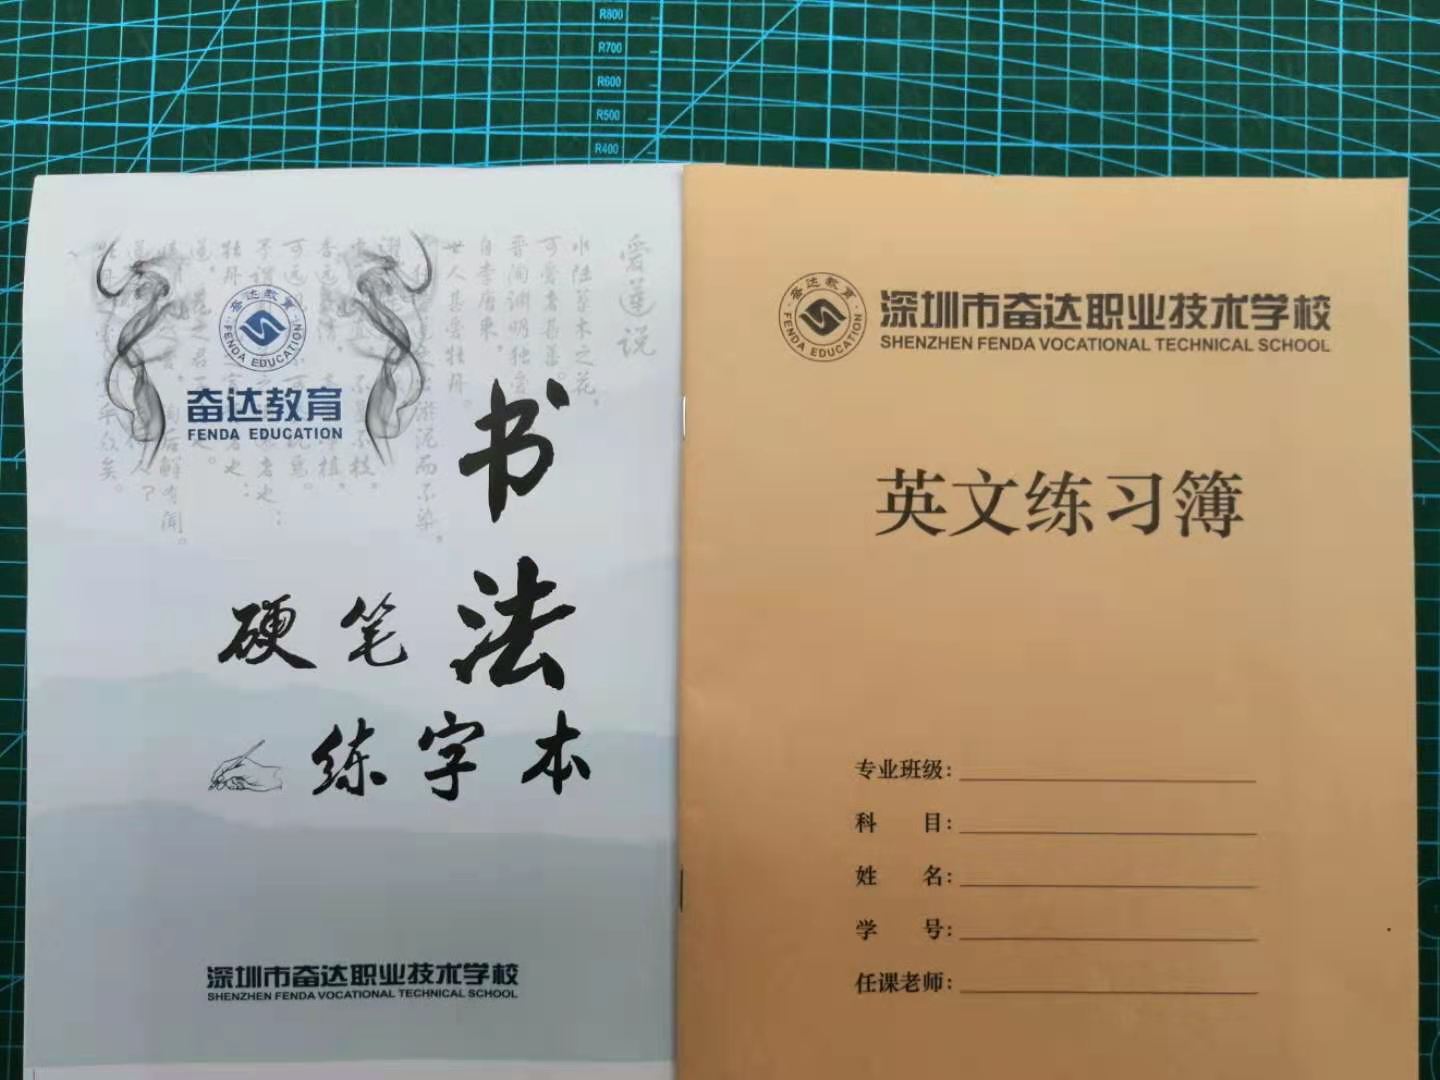 R800
R700
R600
R500
R400
爱莲说
水陆草木之花，
可爱者甚蕃。
晋陶渊明独爱
自李唐来，
世人甚爱牡丹。
奋达教育
FENDA EDUCATION
奋达教育
FENDA EDUCATION
书法
硬笔
练字本
深圳市奋达职业技术学校
SHENZHEN FENDA VOCATIONAL TECHNICAL SCHOOL
奋达教育
FENDA EDUCATION
深圳市奋达职业技术学校
SHENZHEN FENDA VOCATIONAL TECHNICAL SCHOOL
英文练习簿
专业班级：
科 目：
姓 名：
学 号：
任课老师：